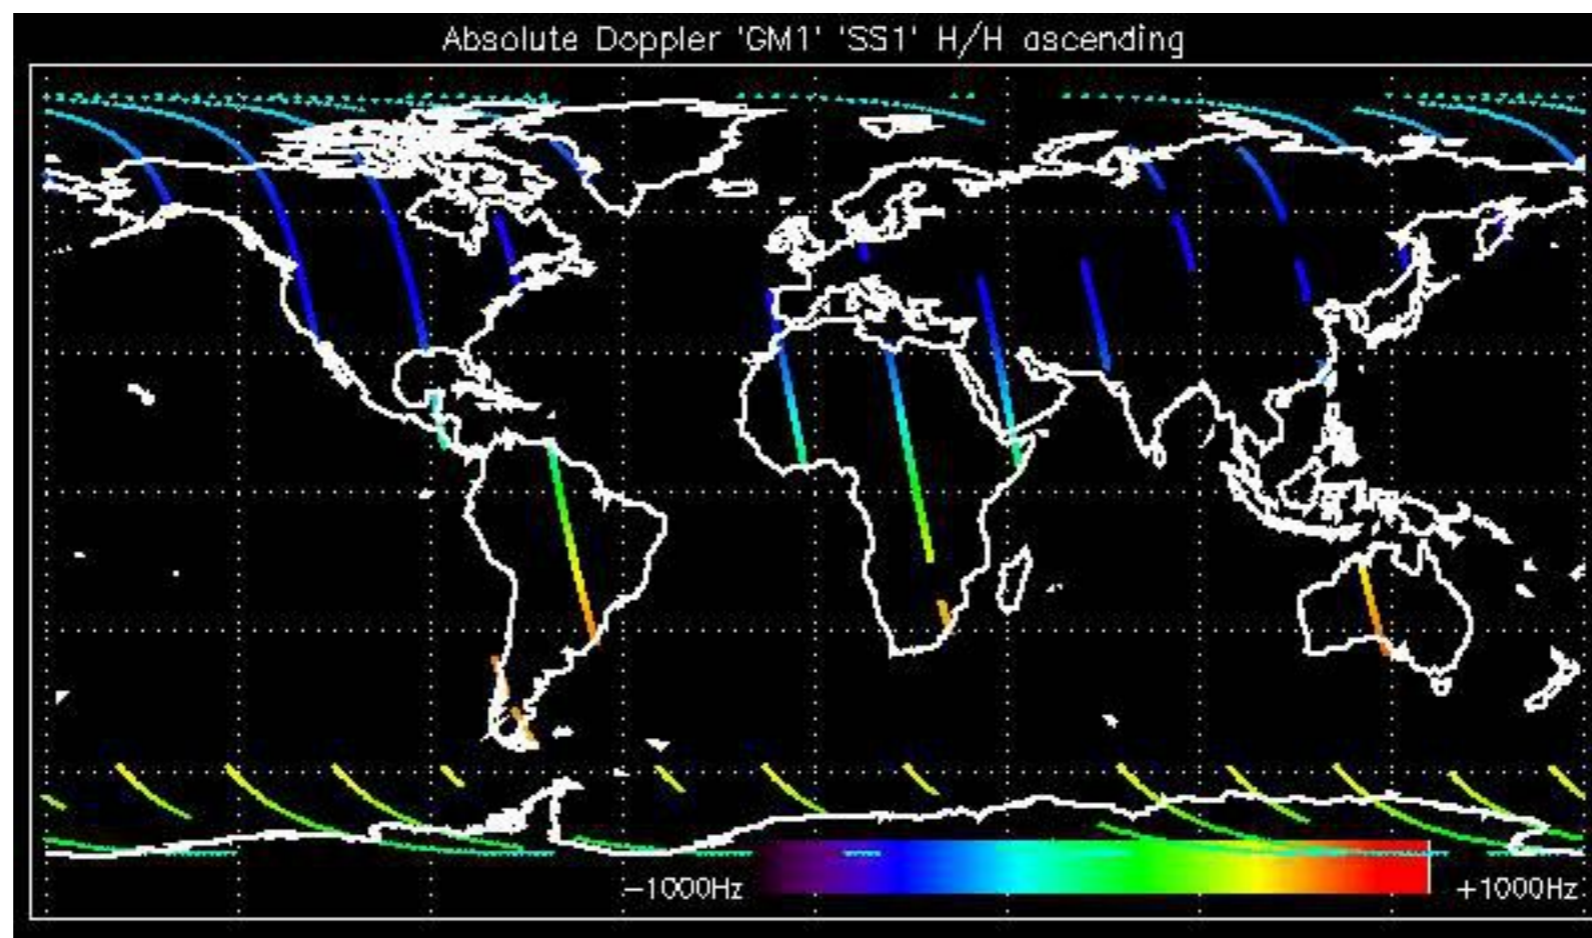 Absolute Doppler 'GM1' 'SS1' H/H ascending
-1000Hz
+1000Hz